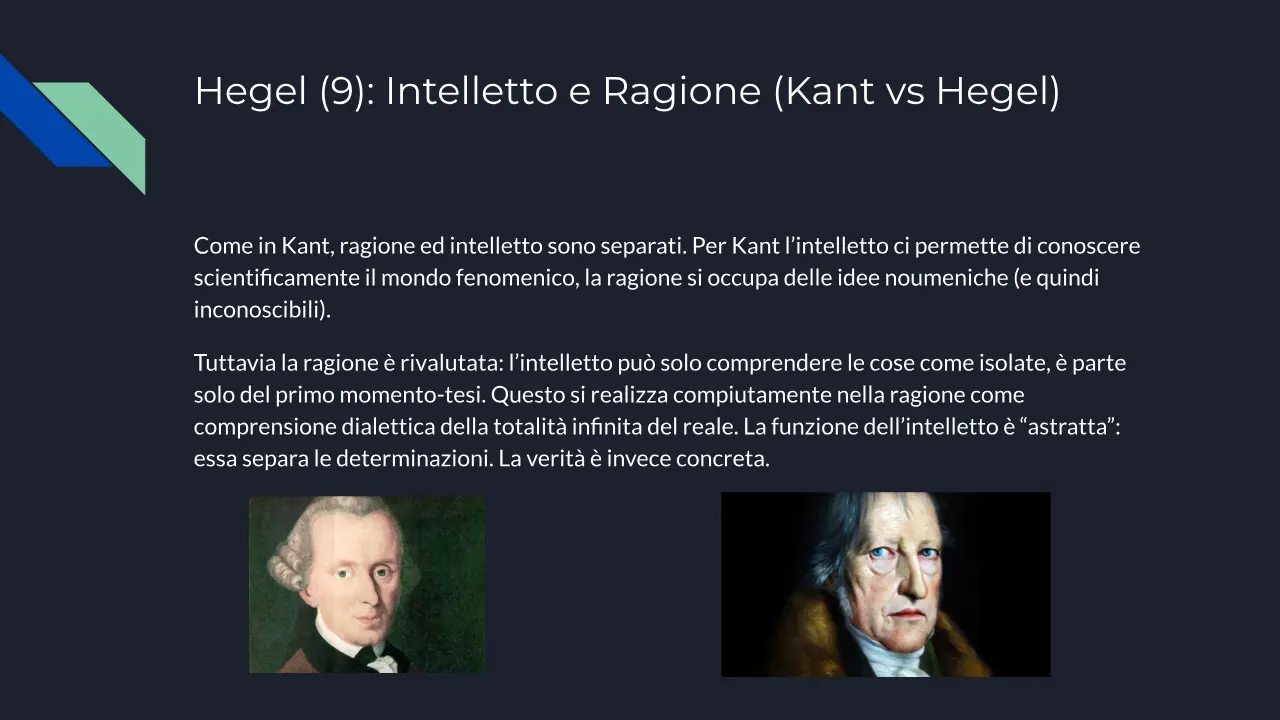 Hegel (9): Intelletto e Ragione (Kant vs Hegel)
Come in Kant, ragione ed intelletto sono separati. Per Kant l’intelletto ci permette di conoscere
scientificamente il mondo fenomenico, la ragione si occupa delle idee noumeniche (e quindi
inconoscibili).
Tuttavia la ragione è rivalutata: l’intelletto può solo comprendere le cose come isolate, è parte
solo del primo momento-tesi. Questo si realizza compiutamente nella ragione come
comprensione dialettica della totalità infinita del reale. La funzione dell’intelletto è “astratta”:
essa separa le determinazioni. La verità è invece concreta.